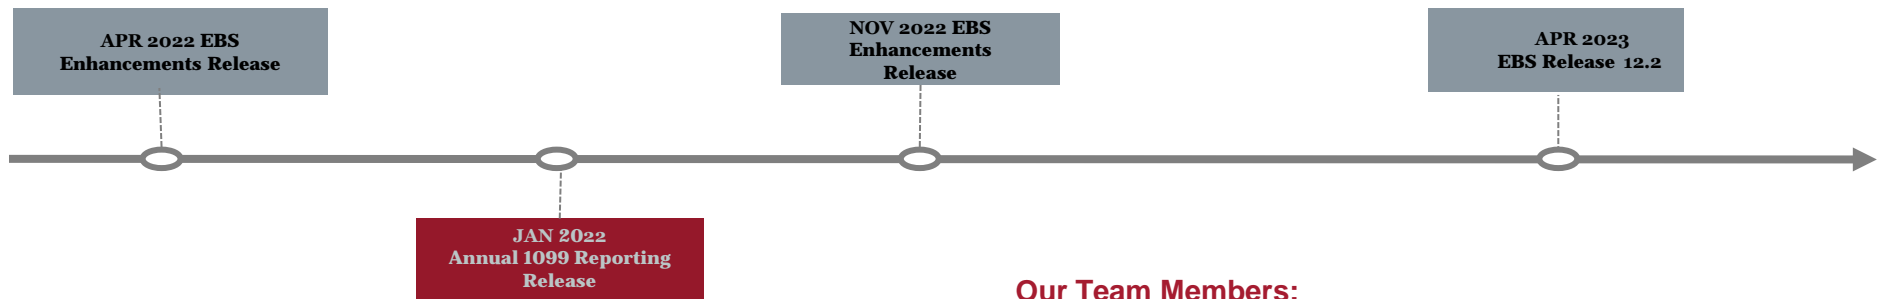 APR 2022 EBS
Enhancements Release
NOV 2022 EBS
Enhancements
Release
APR 2023
EBS Release 12.2
JAN 2022
Annual 1099 Reporting
Release
Our Team Members: